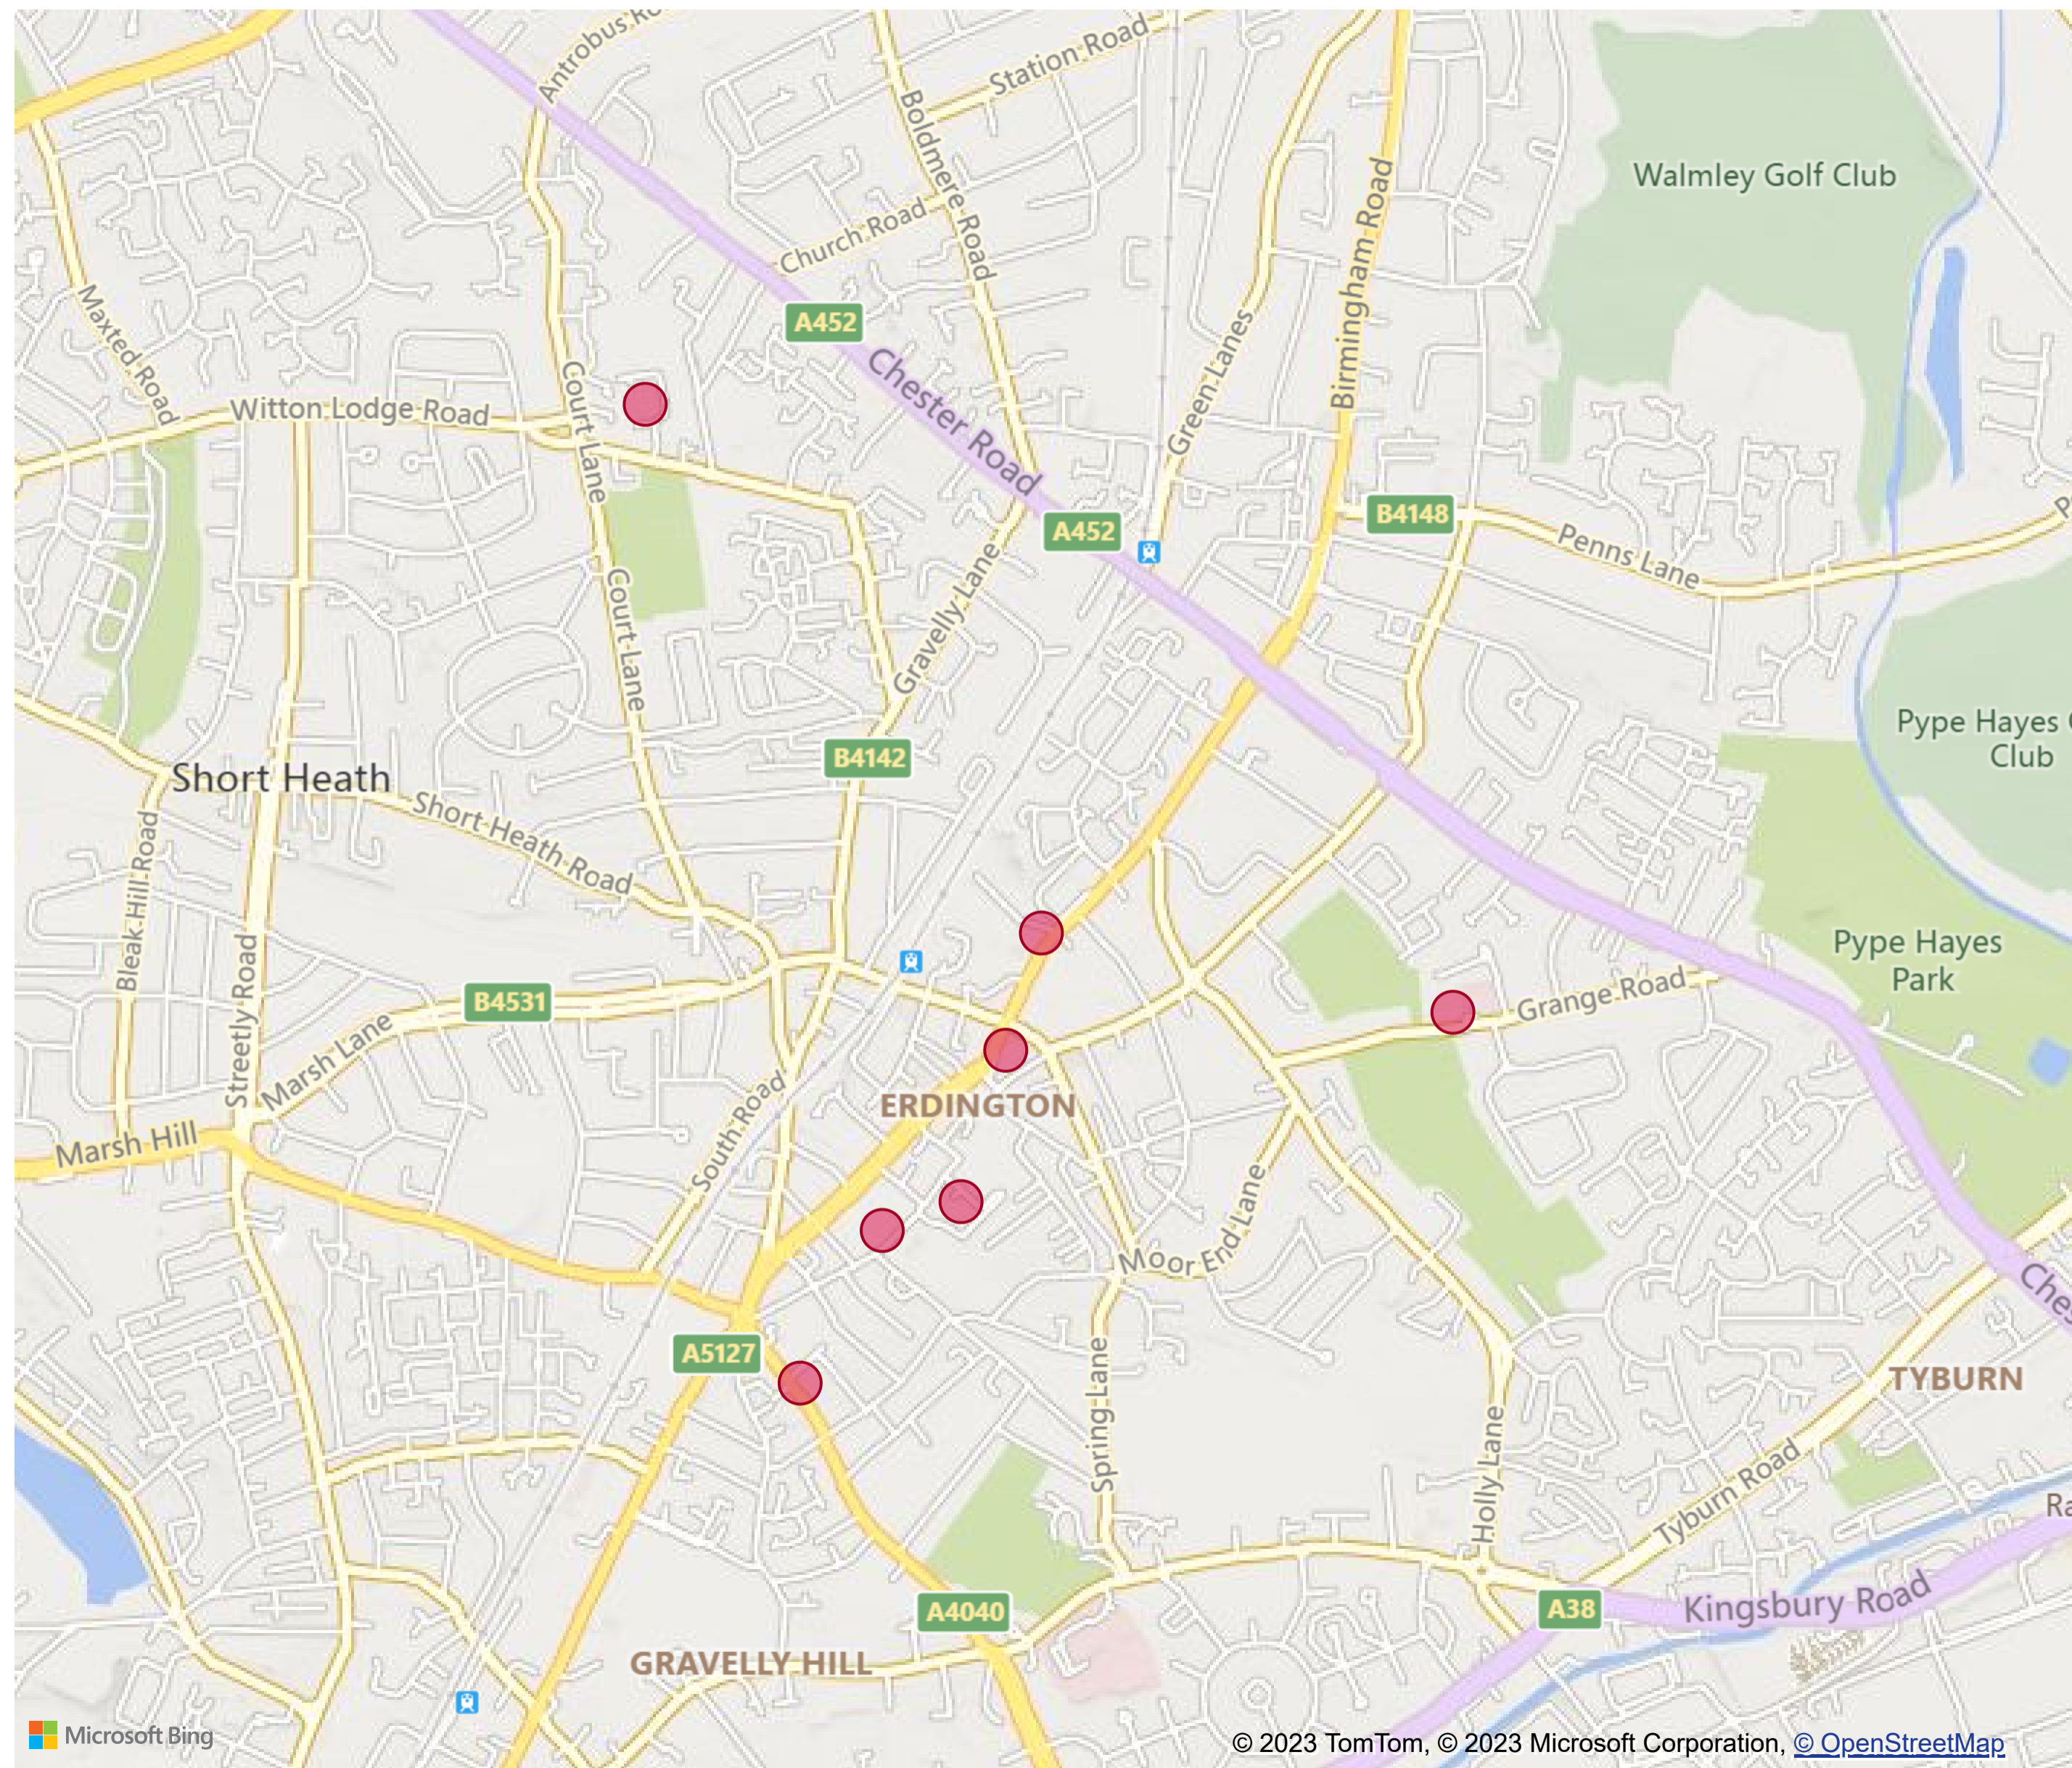 Antrobus Ro
Station Road
Boldmere Road
Walmley Golf Club
Church Road
Birmingham Road
Maxted Road
A452
Chester Road
Green Lanes
Court Lane
Witton Lodge Road
A452
B4148
Penns Lane
P
Court Lane
Gravelly Lane
Pype Hayes
Club
B4142
Short Heath
Short Heath Road
Bleak Hill Road
Streetly Road
Pype Hayes
Park
B4531
Grange Road
Marsh Lane
South Road
ERDINGTON
Marsh Hill
Moor End Lane
Ches
A5127
TYBURN
Spring Lane
Holly Lane
Tyburn Road
Ra
A4040
A38
Kingsbury Road
GRAVELLY HILL
Microsoft Bing
© 2023 TomTom, © 2023 Microsoft Corporation, © OpenStreetMap